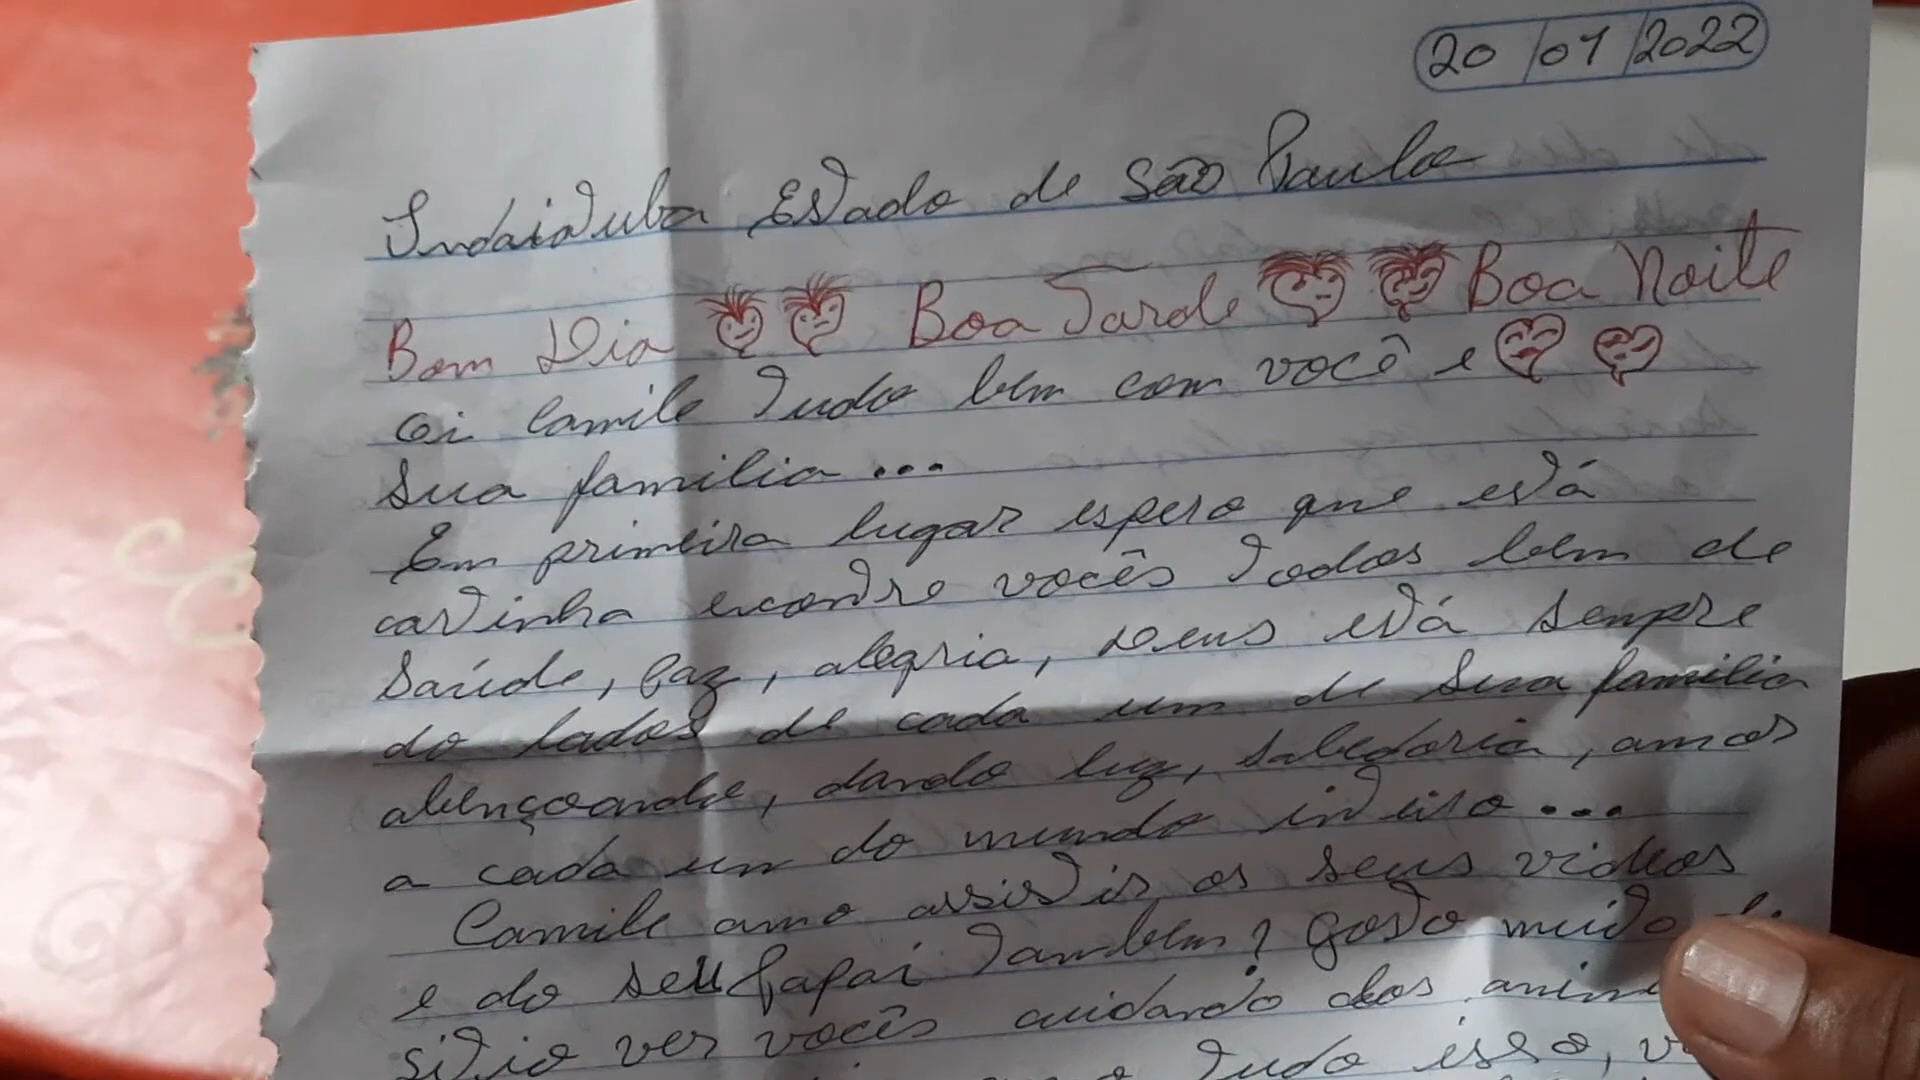 20/01/2022
Indaiatuba Estado de São Paulo
Bom Dia Boa Tarde Boa Noite
Oi Camile tudo bem com você e
Sua familia...
Em primeira lugar espero que está
cartinha encontre vocês todos bem de
Saúde, Paz, alegria, Deus está sempre
do lados de cada um de Sua familia
abençoando, dando luz, sabedoria, amor
a cada um do mundo inteiro...
Camile amo assistir os seus videos
e do seu Papai também? Gosto muito
sitio ver vocês cuidando dos
tudo isso,